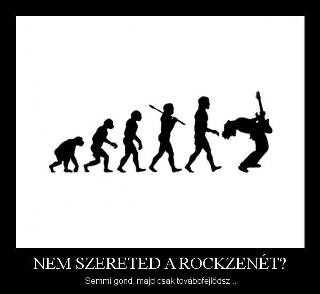 NEM SZERETED A ROCKZENÉT?
Semmi gond, majd csak továbbfejlődsz...